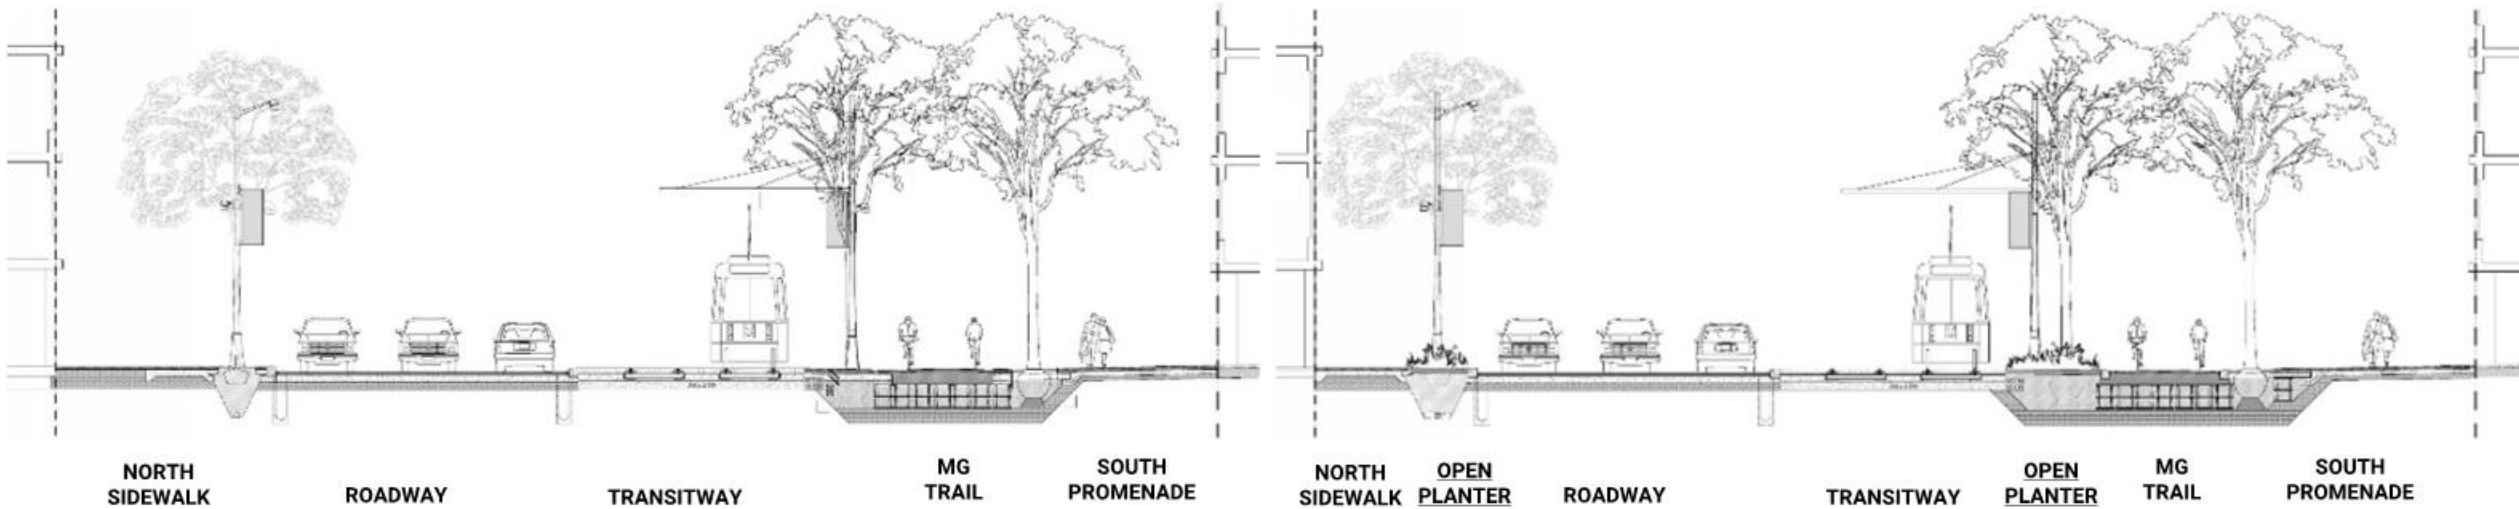 NORTH
SIDEWALK
ROADWAY
TRANSITWAY
MG
TRAIL
SOUTH
PROMENADE
NORTH
SIDEWALK
OPEN
PLANTER
ROADWAY
TRANSITWAY
OPEN
PLANTER
MG
TRAIL
SOUTH
PROMENADE